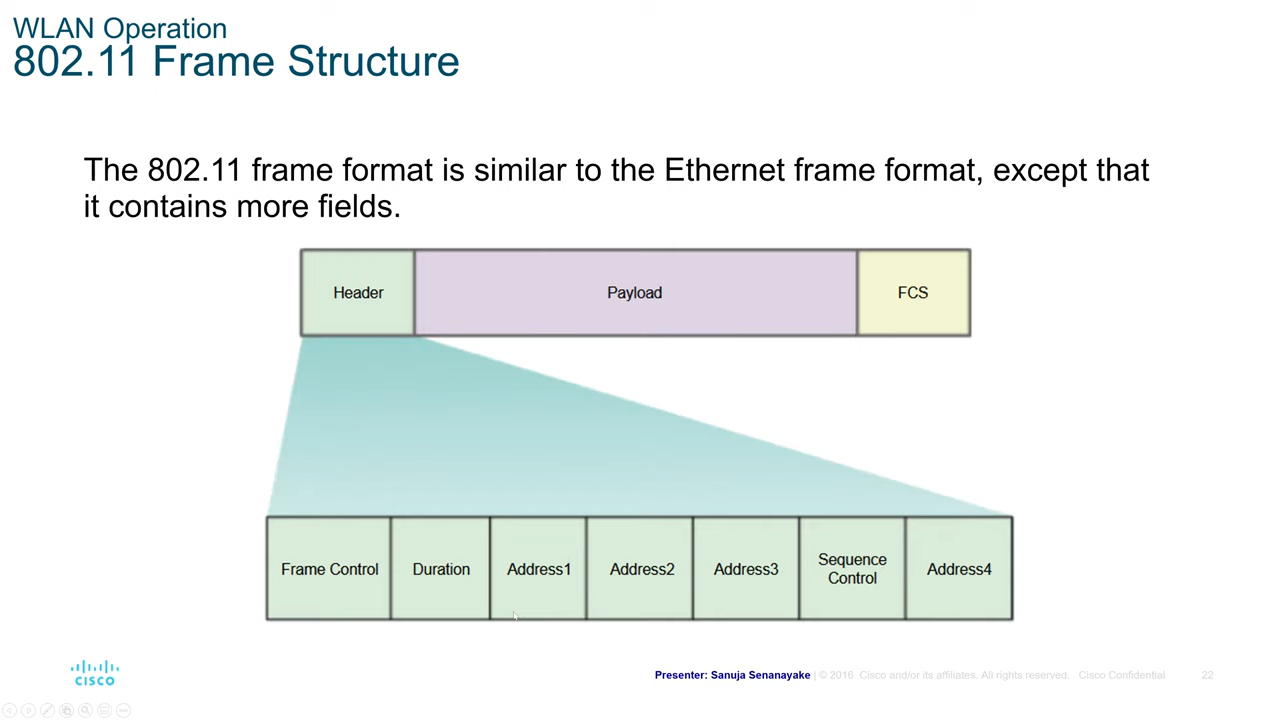 WLAN Operation
802.11 Frame Structure
The 802.11 frame format is similar to the Ethernet frame format, except that
it contains more fields.
Header
Payload
FCS
Frame Control
Duration
Address1
Address2
Address3
Sequence
Control
Address4
CISCO
Presenter: Sanuja Senanayake | © 2016 Cisco and/or its affiliates. All rights reserved. Cisco Confidential
22